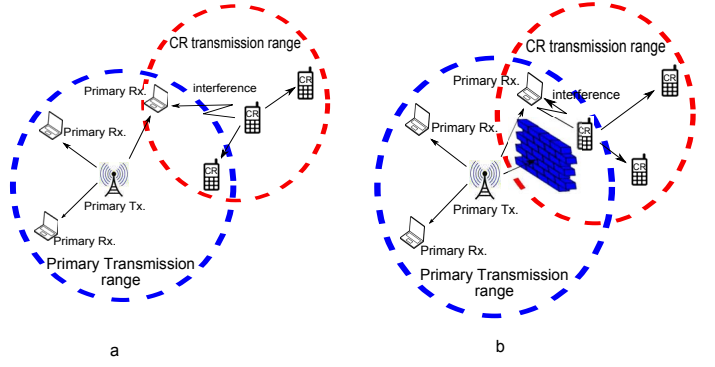 CR transmission range
CR
interference
Primary Rx.
CR
Primary Rx.
CR
Primary Tx.
Primary Rx.
Primary Transmission
range
a
CR transmission range
Primary Rx.
CR
interference
Primary Rx.
CR
CR
Primary Tx.
Primary Rx.
Primary Transmission
range
b